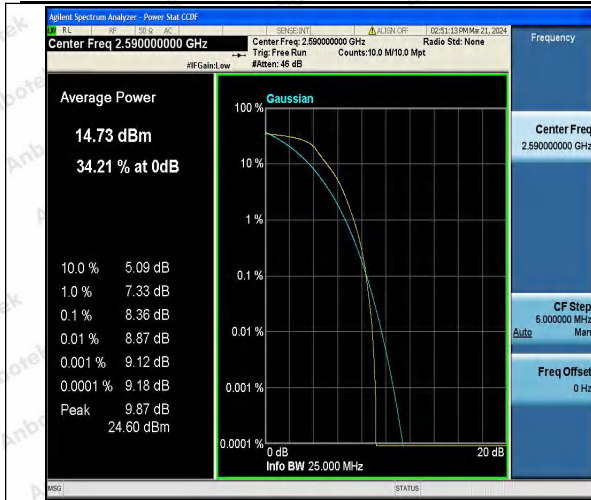 Agilent Spectrum Analyzer - Power Stat CCDF
RL RF 50 Ω AC SENSE:INT ALIGN OFF 02:51:13 PM Mar 21, 2024
Center Freq 2.590000000 GHz
Center Freq: 2.590000000 GHz Radio Std: None
Trig: Free Run Counts:10.0 M/10.0 Mpt
#IFGain:Low #Atten: 46 dB
Frequency
Average Power
14.73 dBm
34.21 % at 0dB
10.0 % 5.09 dB
1.0 % 7.33 dB
0.1 % 8.36 dB
0.01 % 8.87 dB
0.001 % 9.12 dB
0.0001 % 9.18 dB
Peak 9.87 dB
24.60 dBm
Gaussian
100 %
10 %
1 %
0.1 %
0.01 %
0.001 %
0.0001 %
0 dB 20 dB
Info BW 25.000 MHz
Center Freq
2.590000000 GHz
CF Step
5.000000 MHz
Auto Man
Freq Offset
0 Hz
MSG STATUS